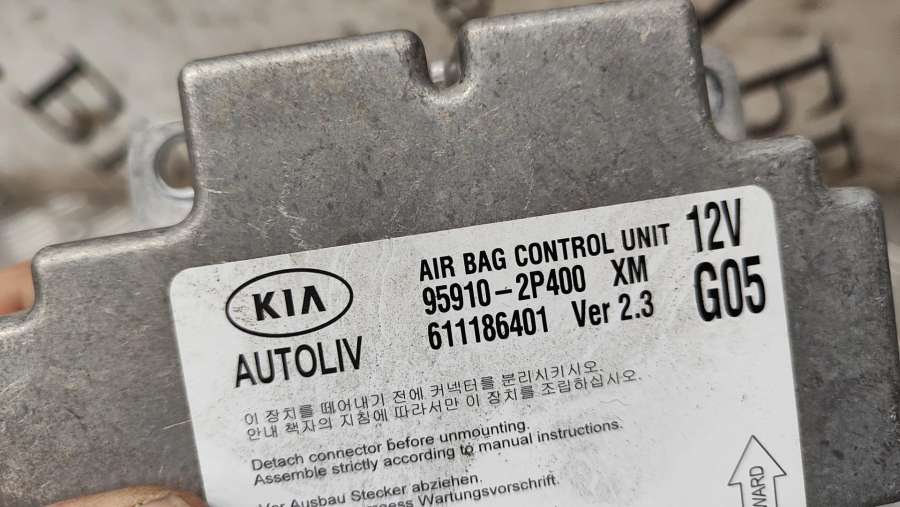 KIA
AUTOLIV
AIR BAG CONTROL UNIT 12V
95910-2P400 XM G05
611186401 Ver 2.3
이 장치를 떼어내기 전에 커넥터를 분리시키시오.
안내 책자의 지침에 따라서만 이 장치를 조립하십시오.
Detach connector before unmounting.
Assemble strictly according to manual instructions.
Vor Ausbau Stecker abziehen.
Wartungsvorschrift.